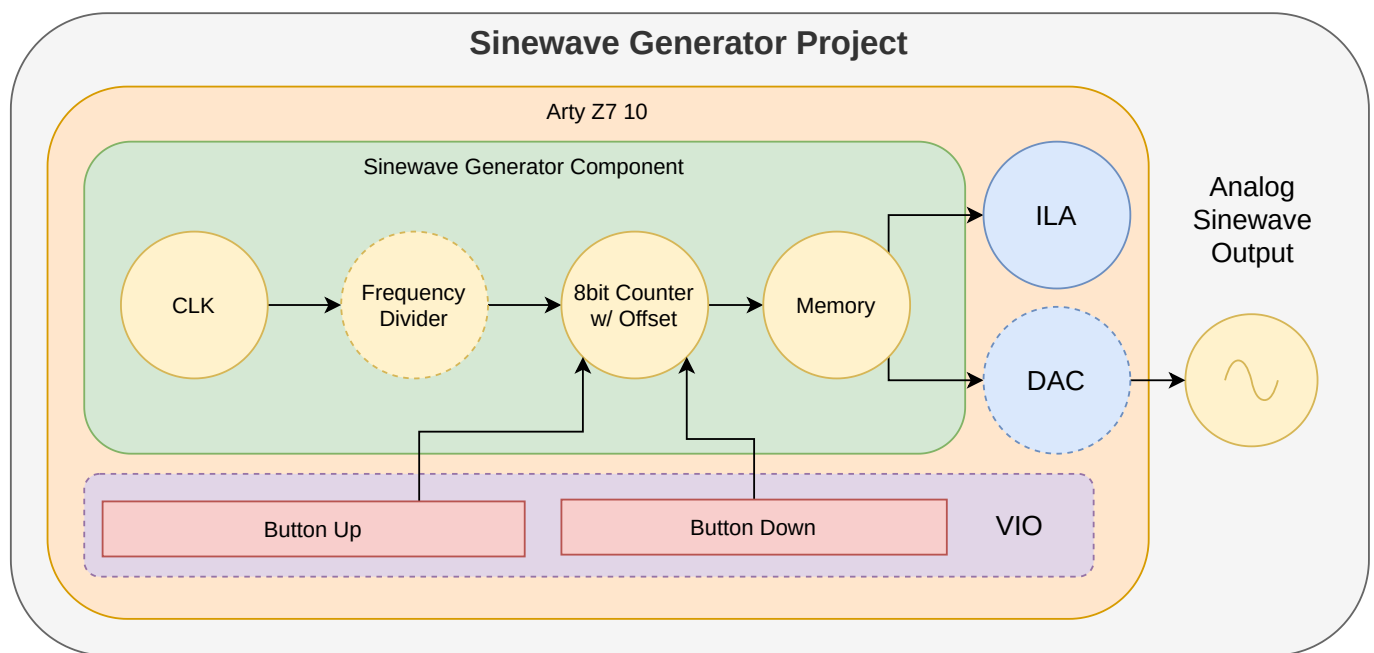 Sinewave Generator Project
Arty Z7 10
Sinewave Generator Component
CLK
Frequency
Divider
8bit Counter
w/ Offset
Memory
ILA
DAC
Analog
Sinewave
Output
Button Up
Button Down
VIO